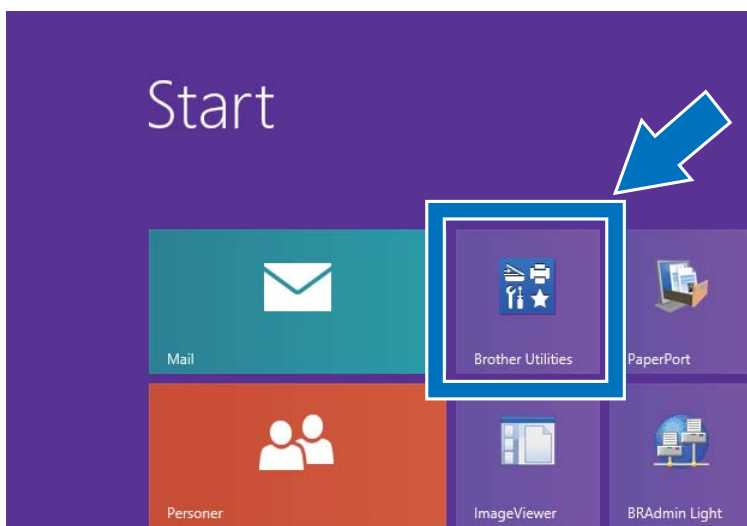 Start
Mail
Brother Utilities
PaperPort
Personer
ImageViewer
BRAdmin Light